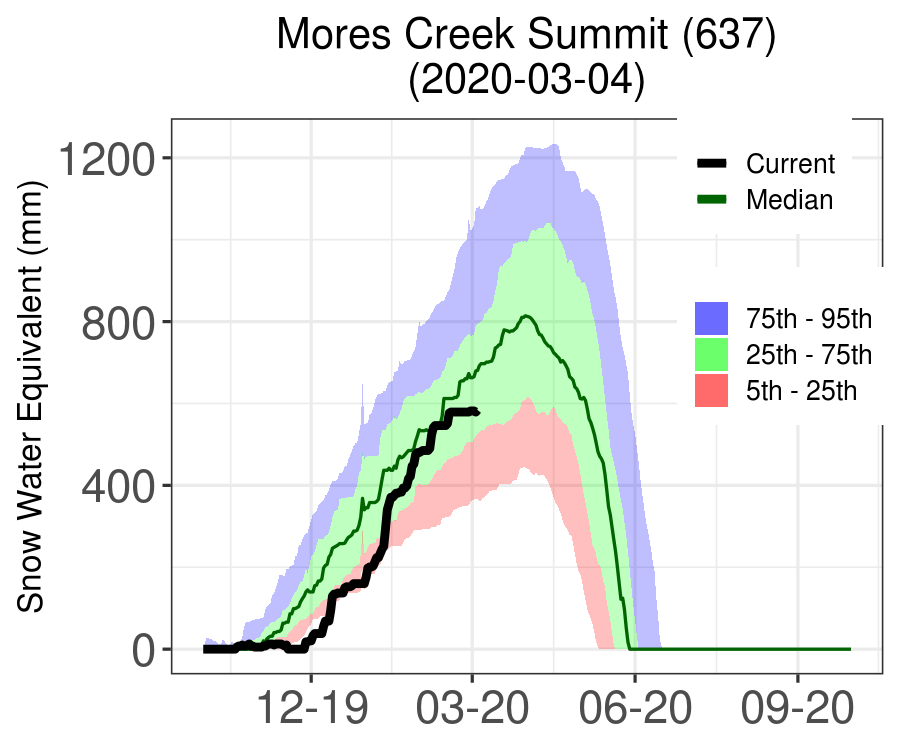 Mores Creek Summit (637)
(2020-03-04)
Snow Water Equivalent (mm)
1200
800
400
0
12-19 03-20 06-20 09-20
Current
Median
75th - 95th
25th - 75th
5th - 25th